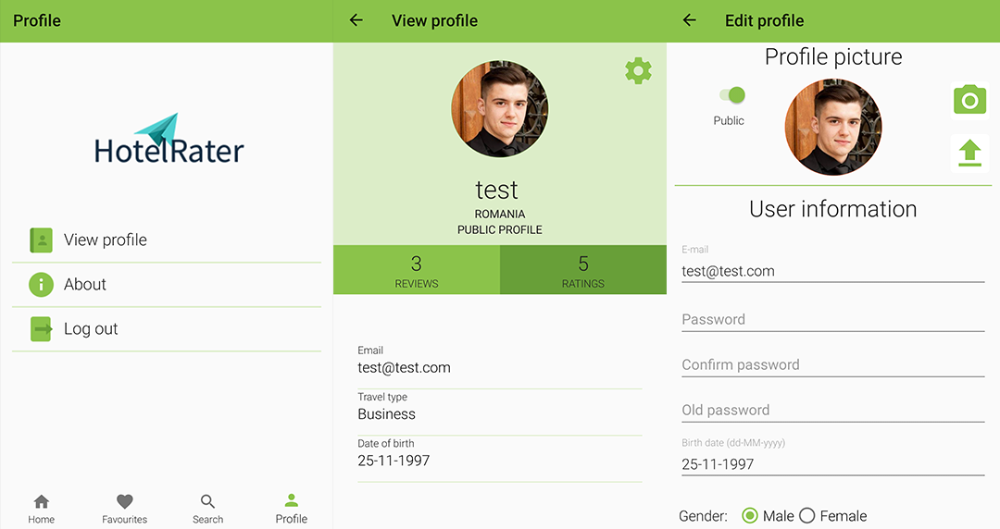 Profile
HotelRater
View profile
About
Log out
Home
Favourites
Search
Profile
View profile
test
ROMANIA
PUBLIC PROFILE
3
REVIEWS
5
RATINGS
Email
test@test.com
Travel type
Business
Date of birth
25-11-1997
Edit profile
Profile picture
Public
User information
E-mail
test@test.com
Password
Confirm password
Old password
Birth date (dd-MM-yyyy)
25-11-1997
Gender: Male Female